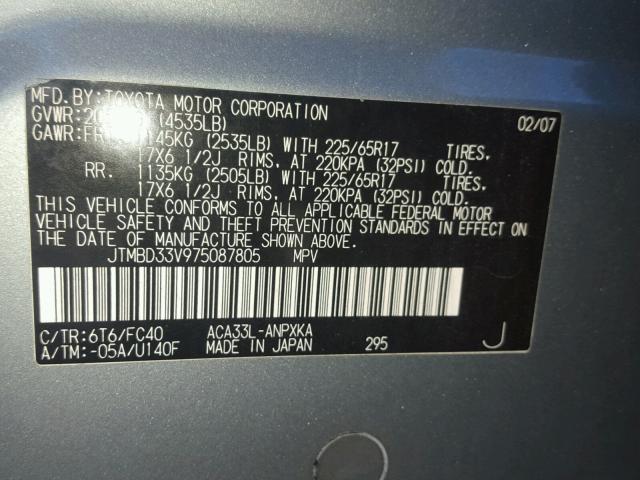 MFD. BY: TOYOTA MOTOR CORPORATION 02/07
GVWR: (4535LB)
GAWR: 1145KG (2535LB) WITH 225/65R17 TIRES,
17X6 1/2J RIMS, AT 220KPA (32PSI) COLD.
RR. 1135KG (2505LB) WITH 225/65R17 TIRES,
17X6 1/2J RIMS, AT 220KPA (32PSI) COLD.
THIS VEHICLE CONFORMS TO ALL APPLICABLE FEDERAL MOTOR
VEHICLE SAFETY AND THEFT PREVENTION STANDARDS IN EFFECT ON
THE DATE OF MANUFACTURE SHOWN ABOVE.
JTMBD33V975087805 MPV
C/TR:6T6/FC40 ACA33L-ANPXKA
A/TM:-05A/U140F MADE IN JAPAN 295 J